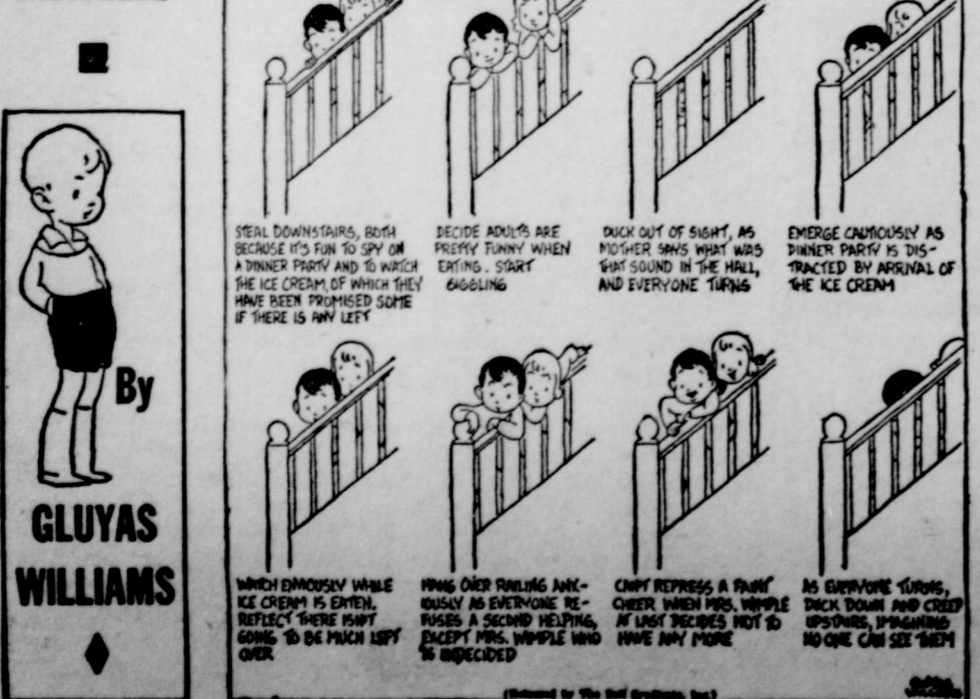 STEAL DOWNSTAIRS, BOTH
BECAUSE IT'S FUN TO SPY ON
A DINNER PARTY AND TO WATCH
THE ICE CREAM, OF WHICH THEY
HAVE BEEN PROMISED SOME
IF THERE IS ANY LEFT
DECIDE ADULTS ARE
PRETTY FUNNY WHEN
EATING. START
GIGGLING
DUCK OUT OF SIGHT, AS
MOTHER SAYS WHAT WAS
THAT SOUND IN THE HALL,
AND EVERYONE TURNS
EMERGE CAUTIOUSLY AS
DINNER PARTY IS DIS-
TRACTED BY ARRIVAL OF
THE ICE CREAM
By
GLUYAS
WILLIAMS
WATCH ENVIOUSLY WHILE
ICE CREAM IS EATEN.
REFLECT THERE ISN'T
GOING TO BE MUCH LEFT
OVER
HANG OVER RAILING ANX-
IOUSLY AS EVERYONE RE-
FUSES A SECOND HELPING,
EXCEPT MRS. WIMPLE WHO
IS UNDECIDED
CAN'T REPRESS A FAINT
CHEER WHEN MRS. WIMPLE
AT LAST DECIDES NOT TO
HAVE ANY MORE
AS EVERYONE TURNS,
DUCK DOWN AND CREEP
UPSTAIRS, IMAGINING
NO ONE CAN SEE THEM
(Released by The Bell Syndicate, Inc.)